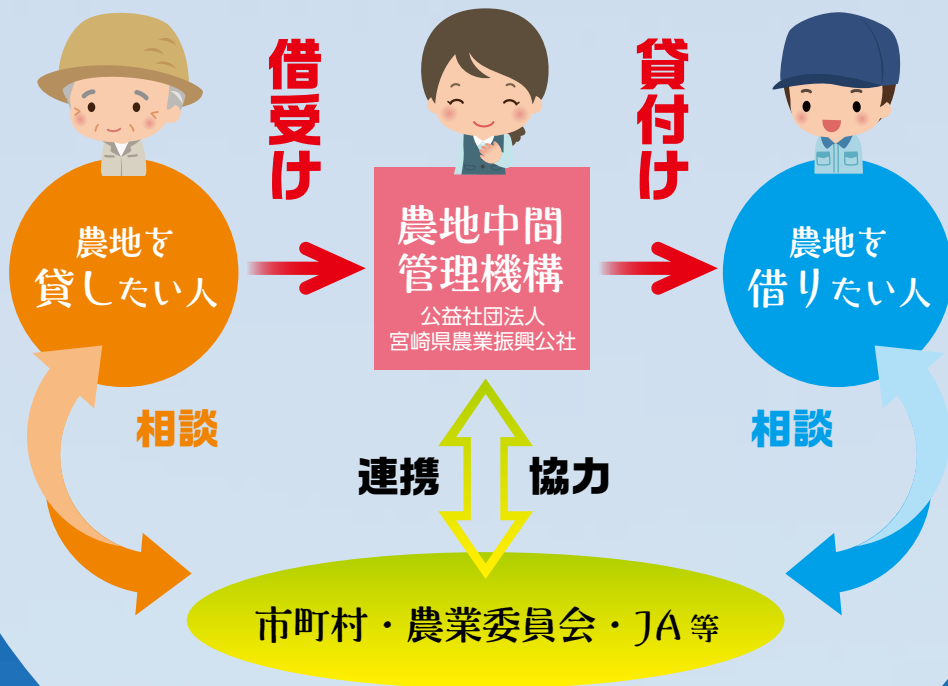 借受け
貸付け
農地を
貸したい人
農地中間
管理機構
公益社団法人
宮崎県農業振興公社
農地を
借りたい人
相談
相談
連携
協力
市町村・農業委員会・JA等